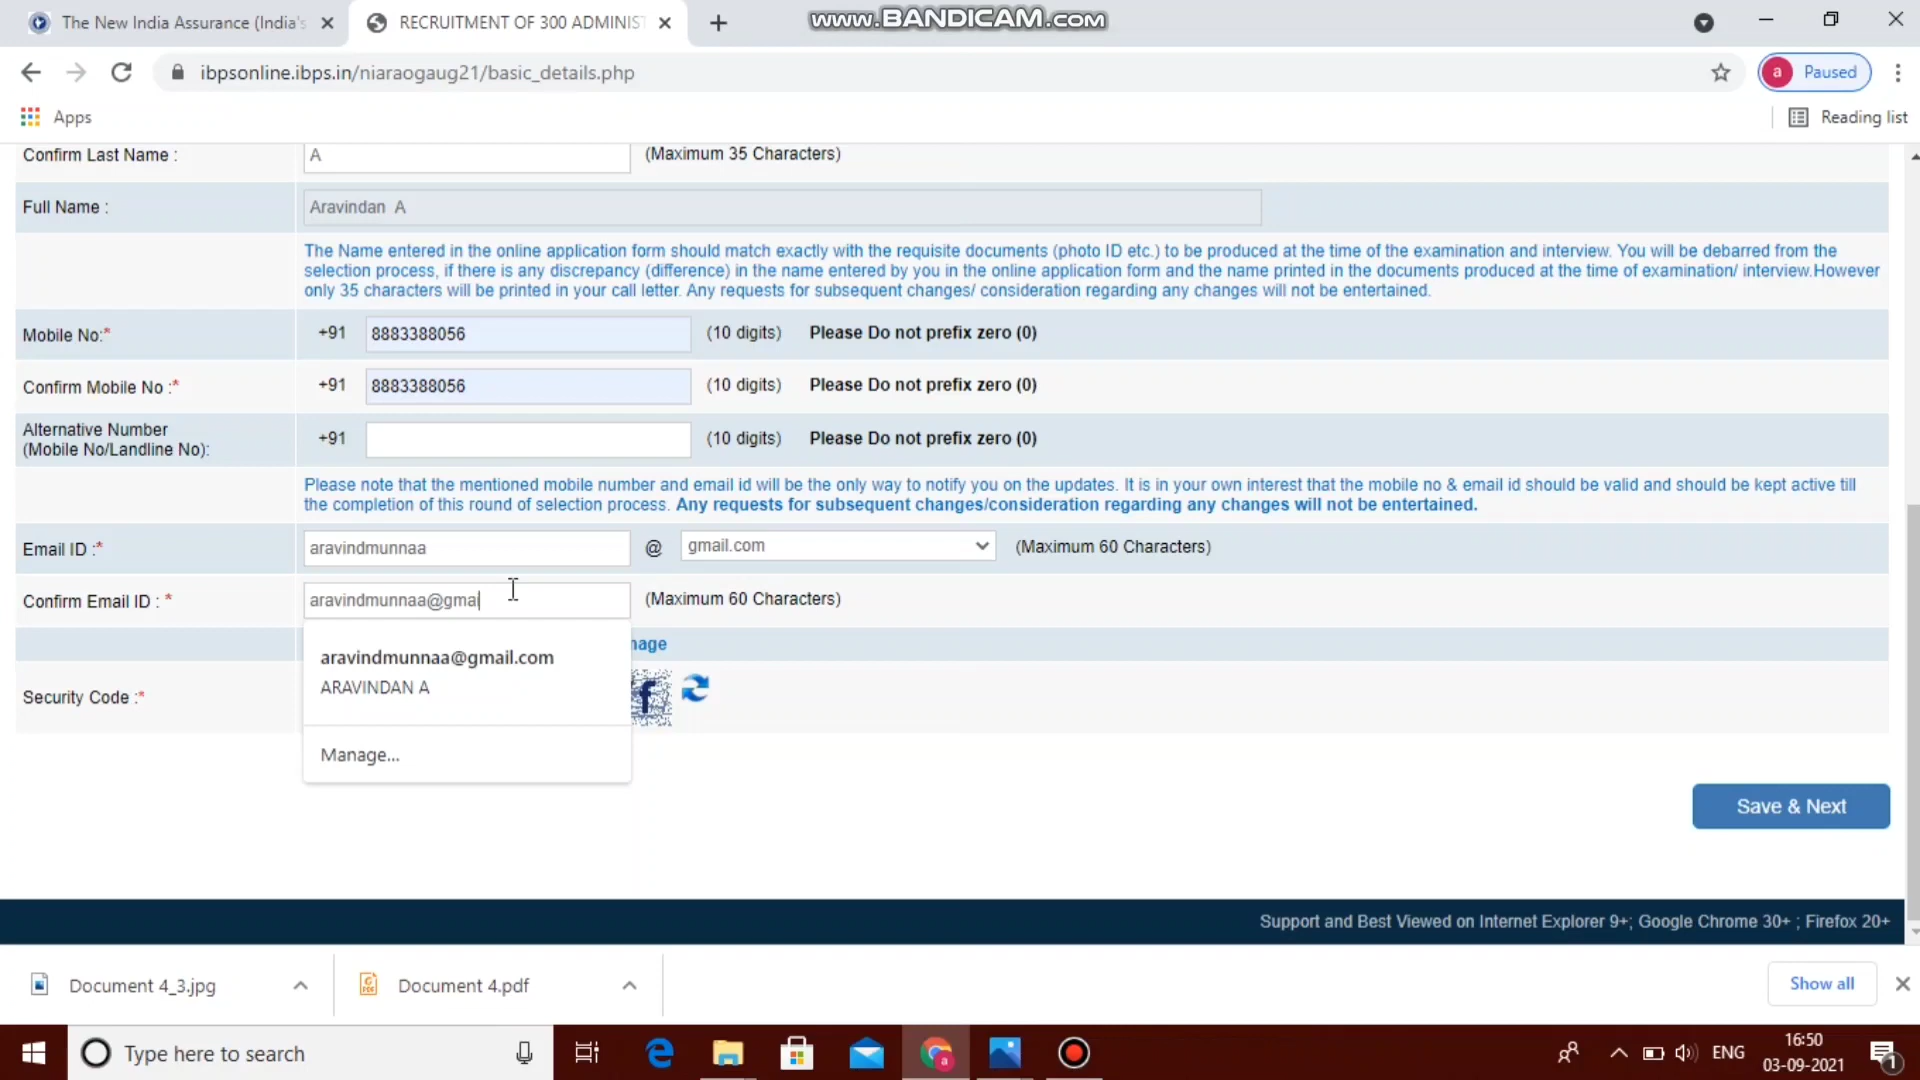 The New India Assurance (India's
RECRUITMENT OF 300 ADMINIST
www.BANDICAM.com
ibpsonline.ibps.in/niaraogaug21/basic_details.php
a
Paused
Apps
Reading list
Confirm Last Name :
A
(Maximum 35 Characters)
Full Name :
Aravindan A
The Name entered in the online application form should match exactly with the requisite documents (photo ID etc.) to be produced at the time of the examination and interview. You will be debarred from the
selection process, if there is any discrepancy (difference) in the name entered by you in the online application form and the name printed in the documents produced at the time of examination/ interview.However
only 35 characters will be printed in your call letter. Any requests for subsequent changes/ consideration regarding any changes will not be entertained.
Mobile No:*
+91
8883388056
(10 digits)
Please Do not prefix zero (0)
Confirm Mobile No :*
+91
8883388056
(10 digits)
Please Do not prefix zero (0)
Alternative Number
(Mobile No/Landline No):
+91
(10 digits)
Please Do not prefix zero (0)
Please note that the mentioned mobile number and email id will be the only way to notify you on the updates. It is in your own interest that the mobile no & email id should be valid and should be kept active till
the completion of this round of selection process. Any requests for subsequent changes/consideration regarding any changes will not be entertained.
Email ID :*
aravindmunnaa
@
gmail.com
(Maximum 60 Characters)
Confirm Email ID : *
aravindmunnaa@gmai
(Maximum 60 Characters)
aravindmunnaa@gmail.com
ARAVINDAN A
Manage...
Security Code :*
f
Save & Next
Support and Best Viewed on Internet Explorer 9+; Google Chrome 30+ ; Firefox 20+
Document 4_3.jpg
Document 4.pdf
Show all
Type here to search
a
ENG
16:50
03-09-2021
1